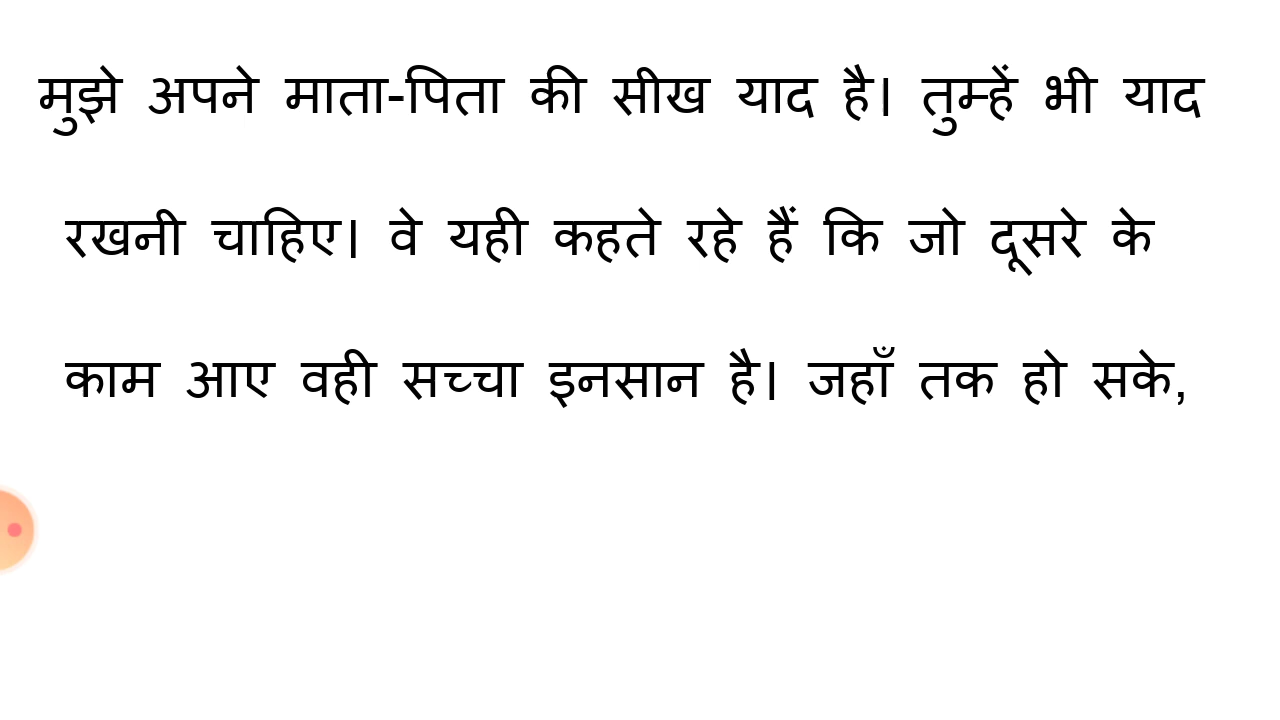 मुझे अपने माता-पिता की सीख याद है। तुम्हें भी याद
रखनी चाहिए। वे यही कहते रहे हैं कि जो दूसरे के
काम आए वही सच्चा इनसान है। जहाँ तक हो सके,